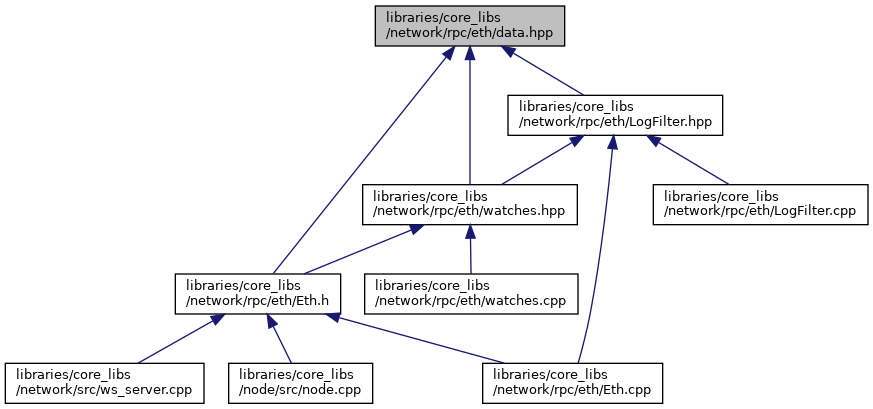 libraries/core_libs
/network/rpc/eth/data.hpp
libraries/core_libs
/network/rpc/eth/LogFilter.hpp
libraries/core_libs
/network/rpc/eth/watches.hpp
libraries/core_libs
/network/rpc/eth/LogFilter.cpp
libraries/core_libs
/network/rpc/eth/Eth.h
libraries/core_libs
/network/rpc/eth/watches.cpp
libraries/core_libs
/network/src/ws_server.cpp
libraries/core_libs
/node/src/node.cpp
libraries/core_libs
/network/rpc/eth/Eth.cpp